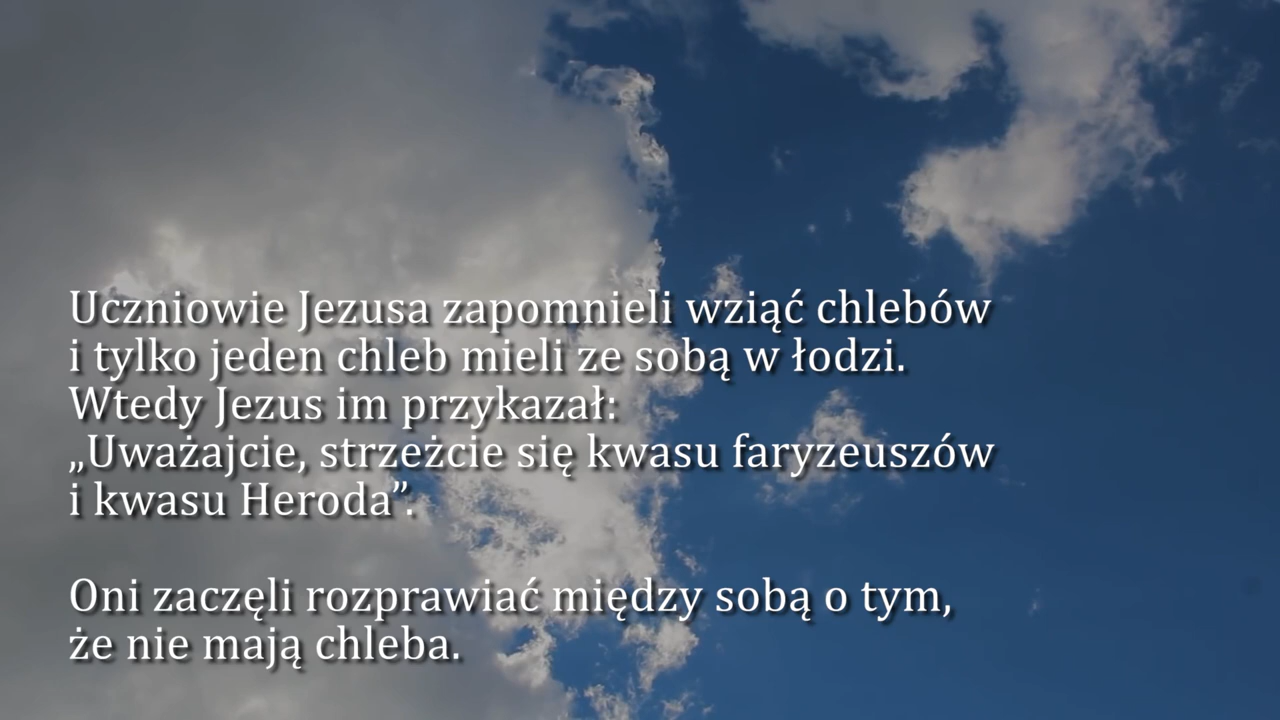 Uczniowie Jezusa zapomnieli wziąć chlebów
i tylko jeden chleb mieli ze sobą w łodzi.
Wtedy Jezus im przykazał:
„Uważajcie, strzeżcie się kwasu faryzeuszów
i kwasu Heroda”.
Oni zaczęli rozprawiać między sobą o tym,
że nie mają chleba.